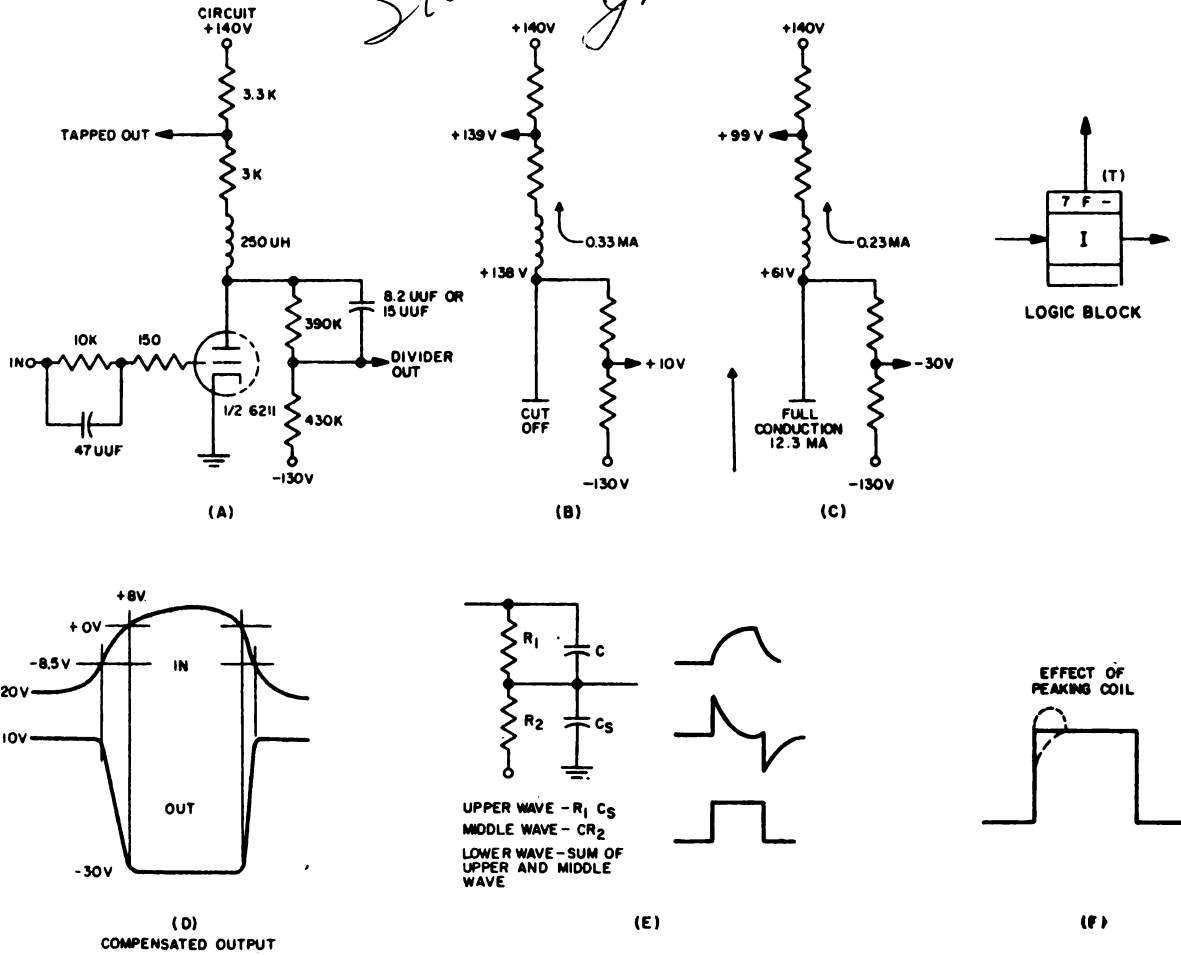 CIRCUIT
+140V
3.3K
TAPPED OUT
3K
250UH
8.2 UUF OR
15 UUF
390K
10K
150
IN
DIVIDER
OUT
1/2 6211
430K
47UUF
-130V
(A)
+140V
+139V
0.33MA
+138V
+10V
CUT
OFF
-130V
(B)
+140V
+99V
0.23MA
+61V
-30V
FULL
CONDUCTION
12.3 MA
-130V
(C)
(T)
7 F -
I
LOGIC BLOCK
+8V.
+0V
-8.5V
IN
20V
10V
OUT
-30V
(D)
COMPENSATED OUTPUT
R1
C
R2
CS
UPPER WAVE - R1 CS
MIDDLE WAVE - CR2
LOWER WAVE-SUM OF
UPPER AND MIDDLE
WAVE
(E)
EFFECT OF
PEAKING COIL
(F)